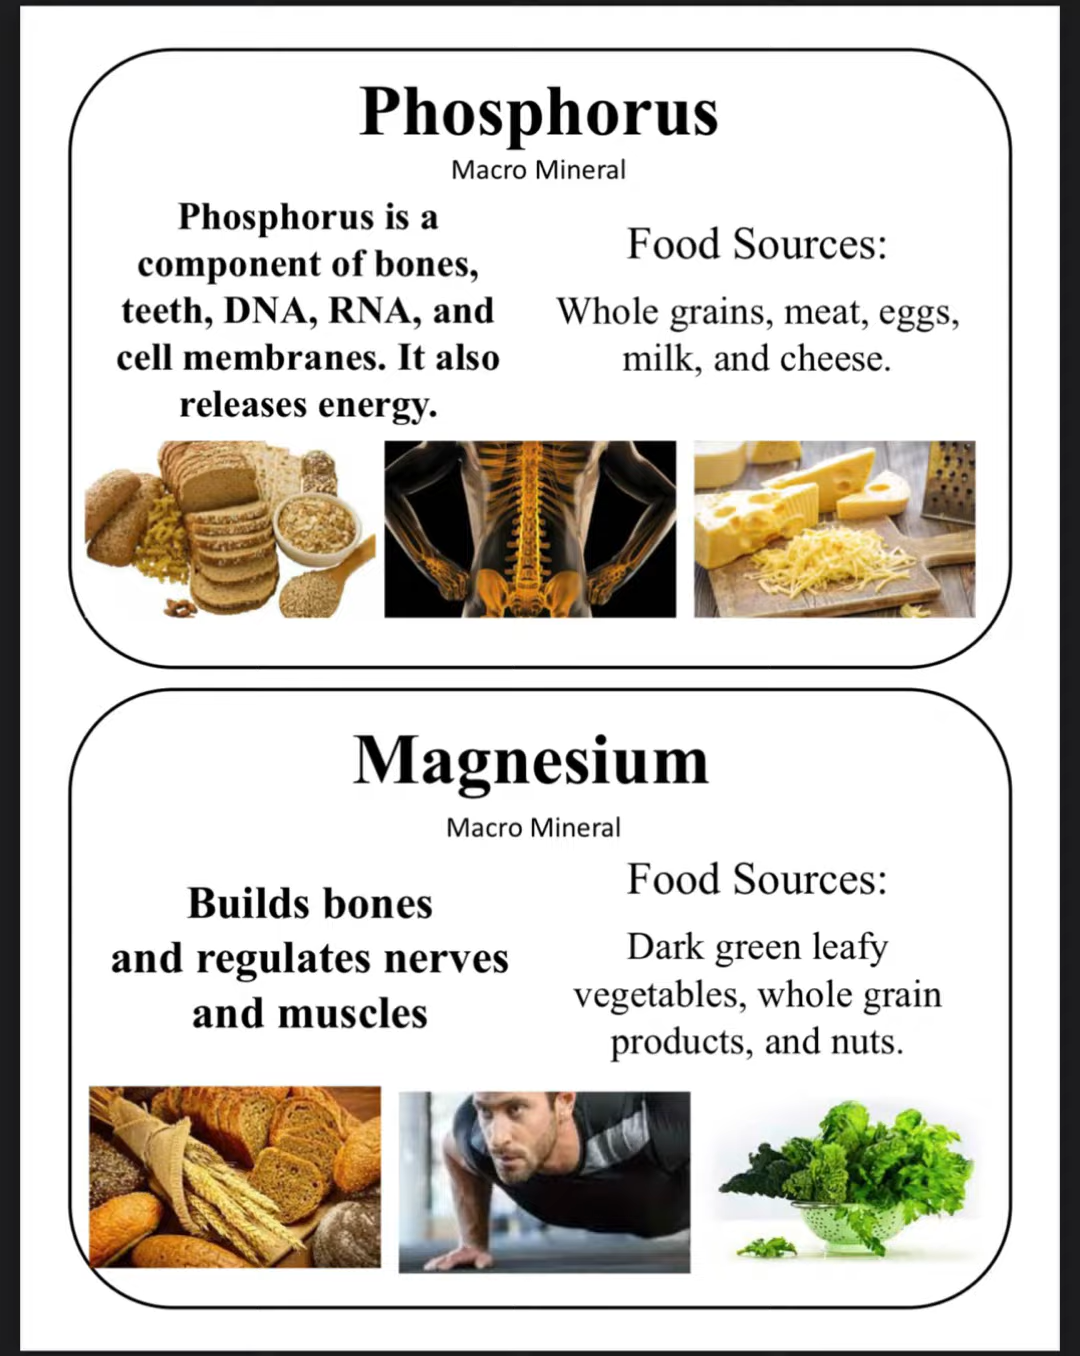 Phosphorus
Macro Mineral
Phosphorus is a
component of bones,
teeth, DNA, RNA, and
cell membranes. It also
releases energy.
Food Sources:
Whole grains, meat, eggs,
milk, and cheese.
Magnesium
Macro Mineral
Builds bones
and regulates nerves
and muscles
Food Sources:
Dark green leafy
vegetables, whole grain
products, and nuts.